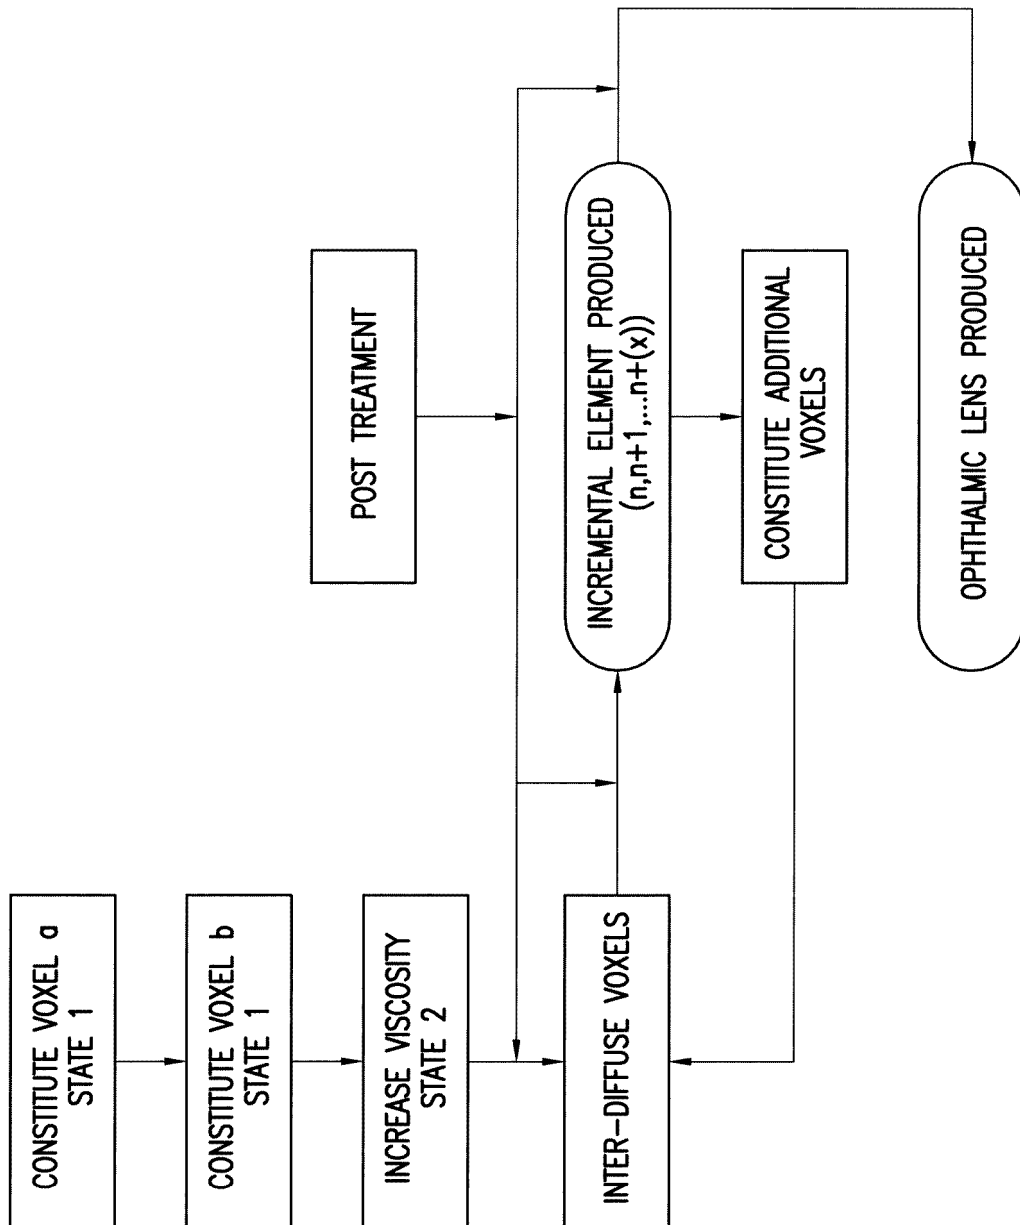 CONSTITUTE VOXEL a
STATE 1
CONSTITUTE VOXEL b
STATE 1
INCREASE VISCOSITY
STATE 2
INTER-DIFFUSE VOXELS
POST TREATMENT
INCREMENTAL ELEMENT PRODUCED
(n,n+1,...n+(x))
CONSTITUTE ADDITIONAL
VOXELS
OPHTHALMIC LENS PRODUCED